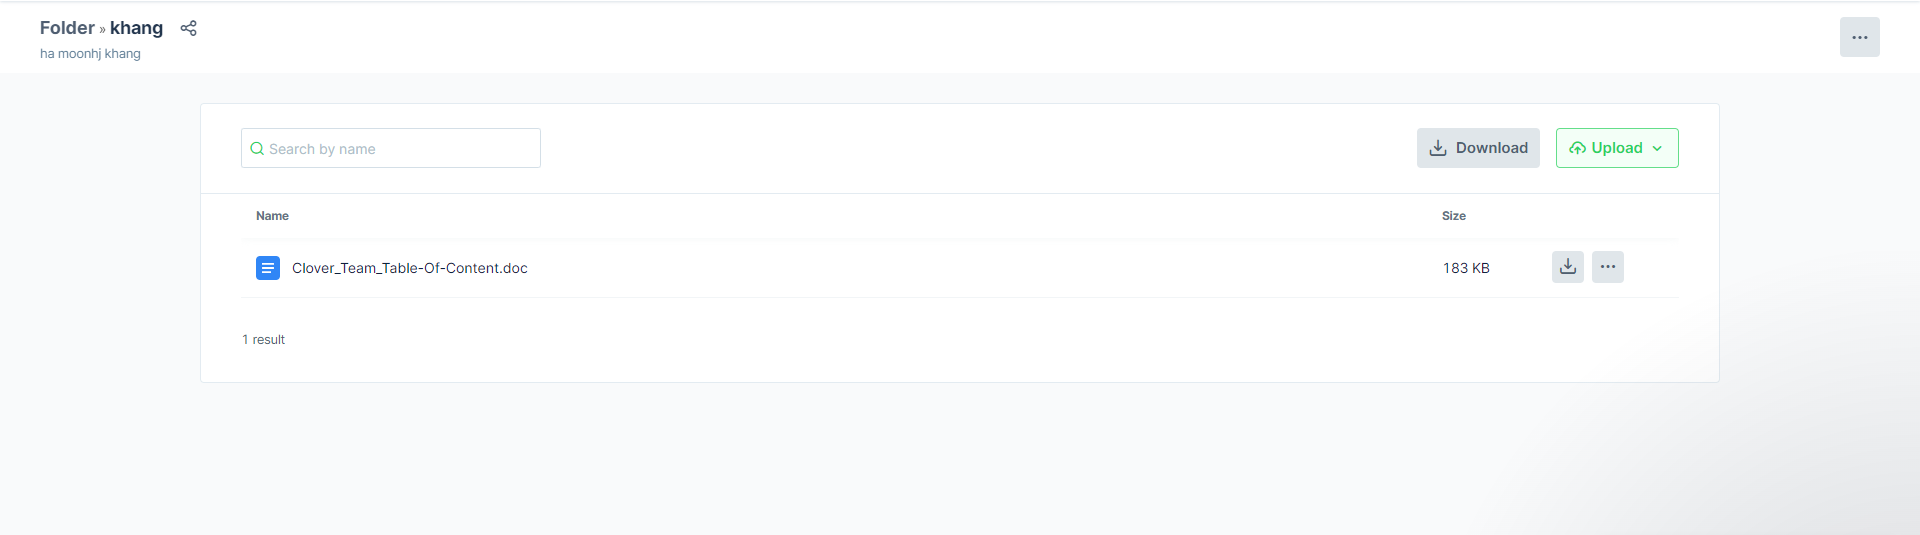 Folder » khang
ha moonhj khang
Search by name
Download
Upload
Name Size
Clover_Team_Table-Of-Content.doc 183 KB
1 result